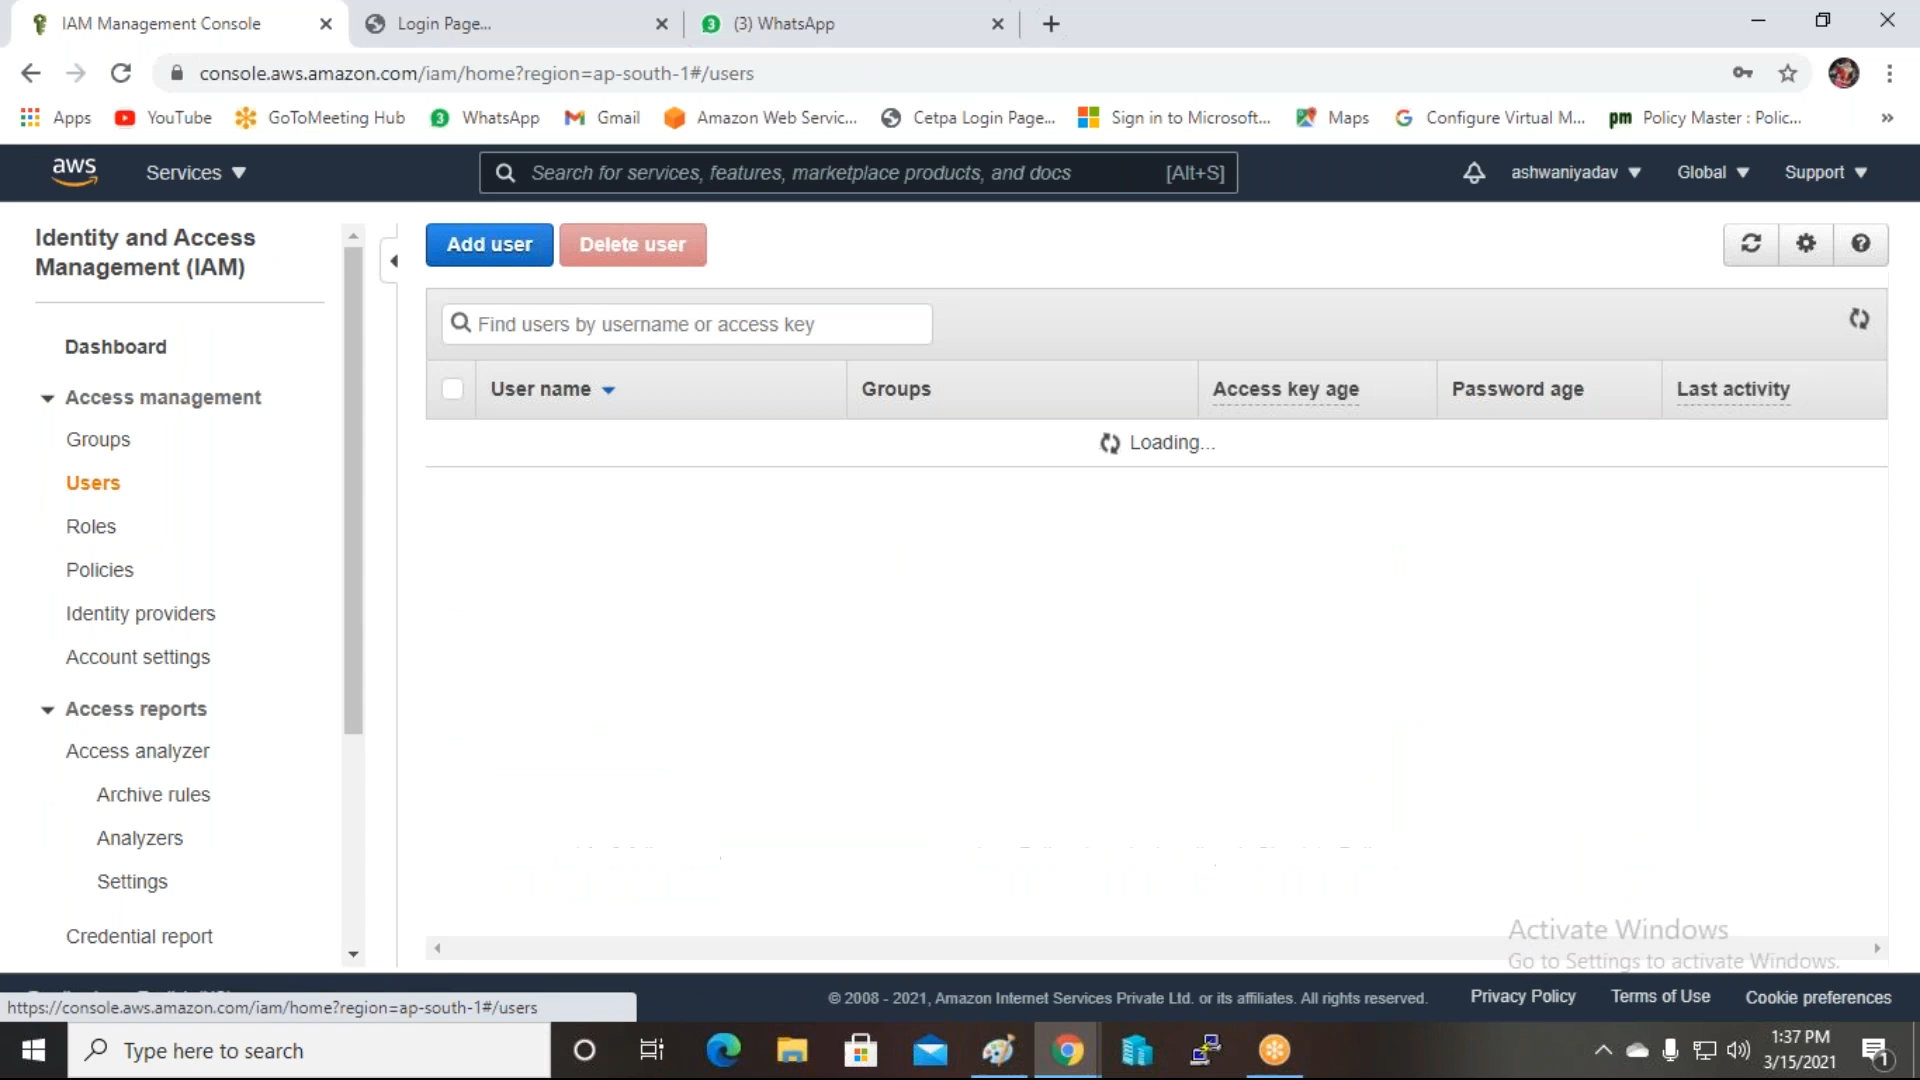 IAM Management Console
Login Page...
3
(3) WhatsApp
console.aws.amazon.com/iam/home?region=ap-south-1#/users
Apps
YouTube
GoToMeeting Hub
3
WhatsApp
Gmail
Amazon Web Servic...
Cetpa Login Page...
Sign in to Microsoft...
Maps
Configure Virtual M...
pm
Policy Master : Polic...
»
aws
Services
Search for services, features, marketplace products, and docs
[Alt+S]
ashwaniyadav
Global
Support
Identity and Access
Management (IAM)
Dashboard
Access management
Groups
Users
Roles
Policies
Identity providers
Account settings
Access reports
Access analyzer
Archive rules
Analyzers
Settings
Credential report
Add user
Delete user
Find users by username or access key
User name
Groups
Access key age
Password age
Last activity
Loading...
Activate Windows
Go to Settings to activate Windows.
https://console.aws.amazon.com/iam/home?region=ap-south-1#/users
© 2008 - 2021, Amazon Internet Services Private Ltd. or its affiliates. All rights reserved.
Privacy Policy
Terms of Use
Cookie preferences
Type here to search
1:37 PM
3/15/2021
1